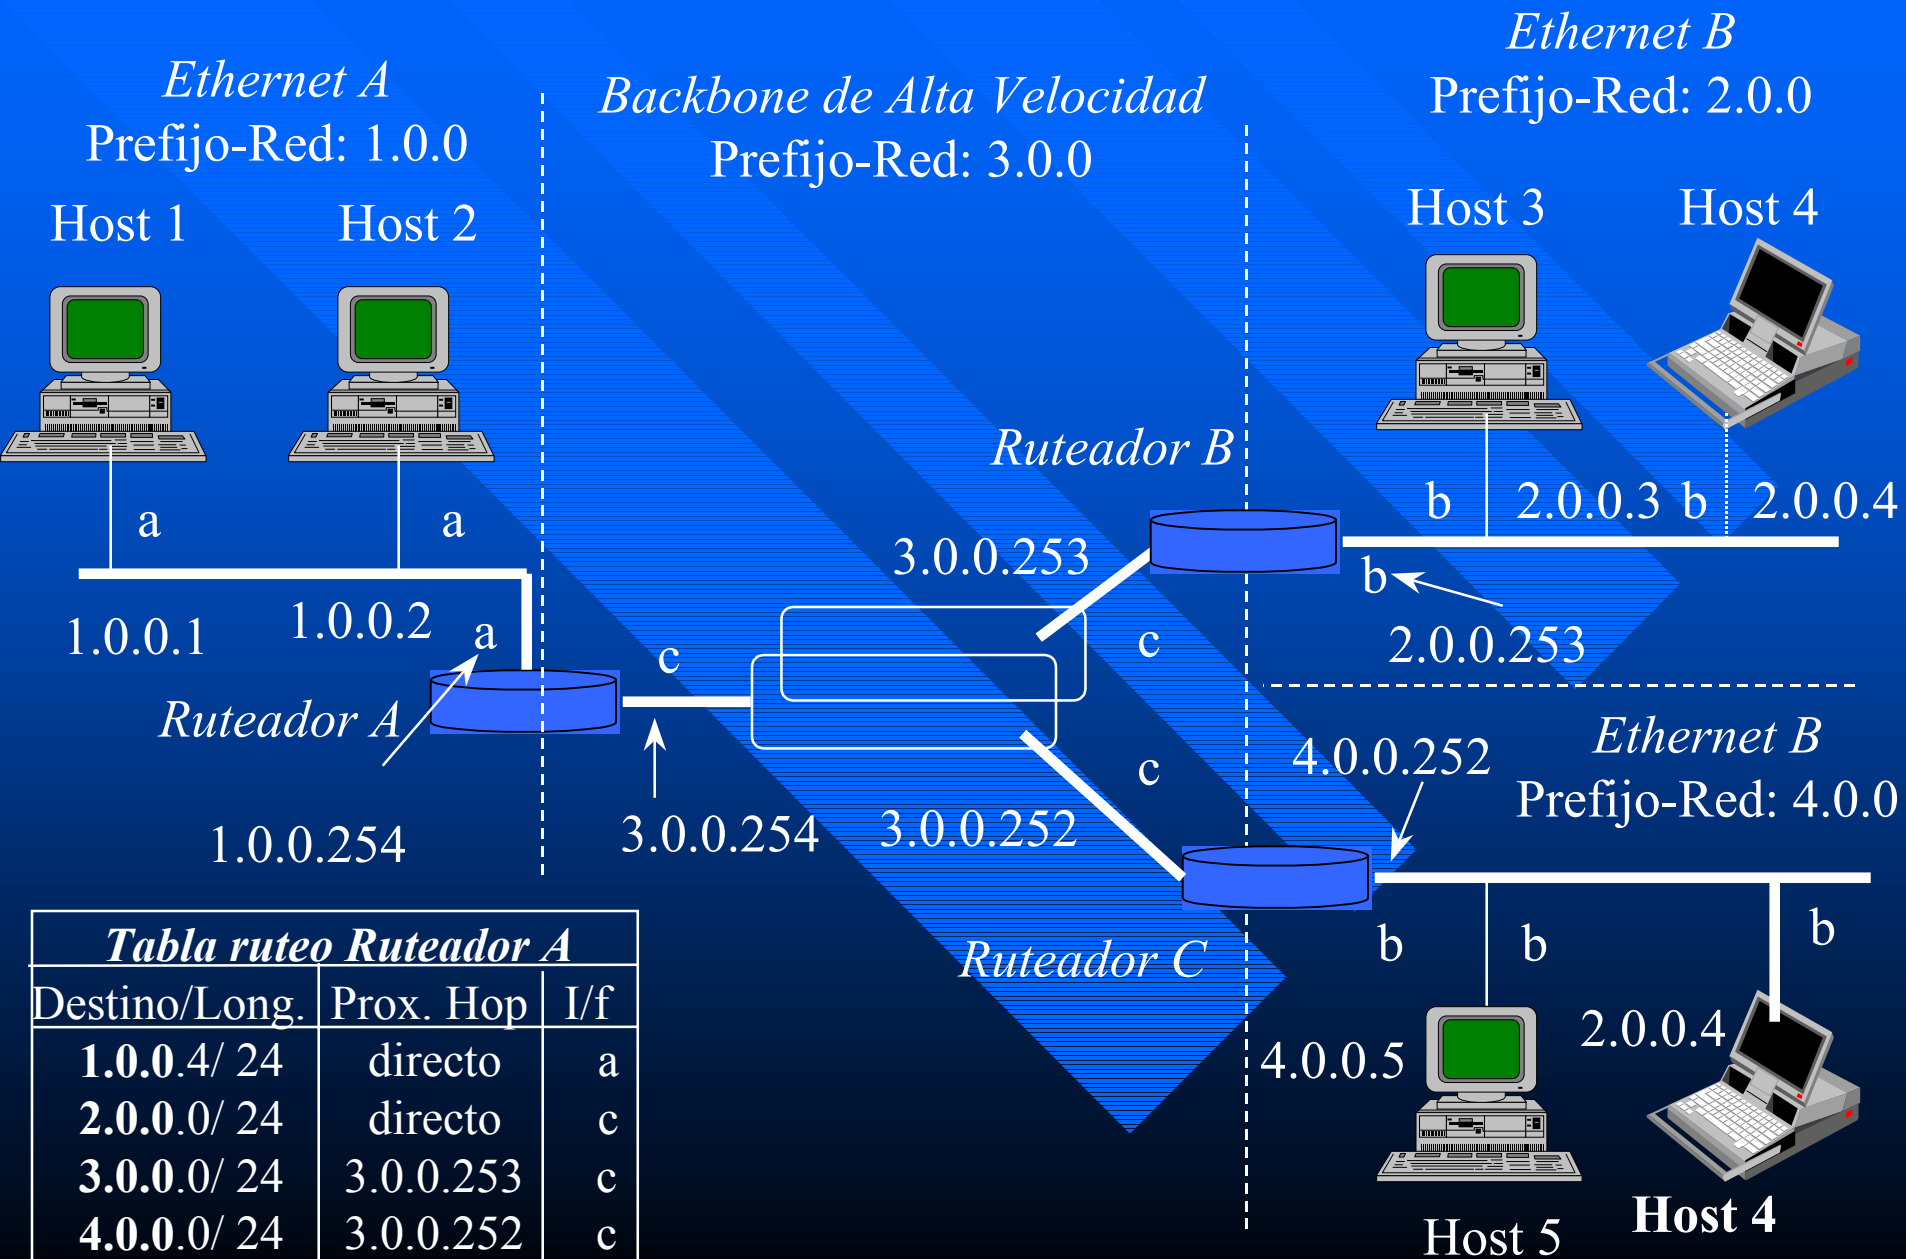 Ethernet A
Prefijo-Red: 1.0.0
Backbone de Alta Velocidad
Prefijo-Red: 3.0.0
Ethernet B
Prefijo-Red: 2.0.0
Host 1
Host 2
Host 3
Host 4
a
a
1.0.0.1
1.0.0.2
a
Ruteador A
1.0.0.254
c
3.0.0.254
Ruteador B
3.0.0.253
c
b
2.0.0.3
b
2.0.0.4
b
2.0.0.253
c
3.0.0.252
Ruteador C
4.0.0.252
Ethernet B
Prefijo-Red: 4.0.0
b
b
b
4.0.0.5
2.0.0.4
Host 5
Host 4
Tabla ruteo Ruteador A
Destino/Long. Prox. Hop I/f
1.0.0.4/ 24 directo a
2.0.0.0/ 24 directo c
3.0.0.0/ 24 3.0.0.253 c
4.0.0.0/ 24 3.0.0.252 c